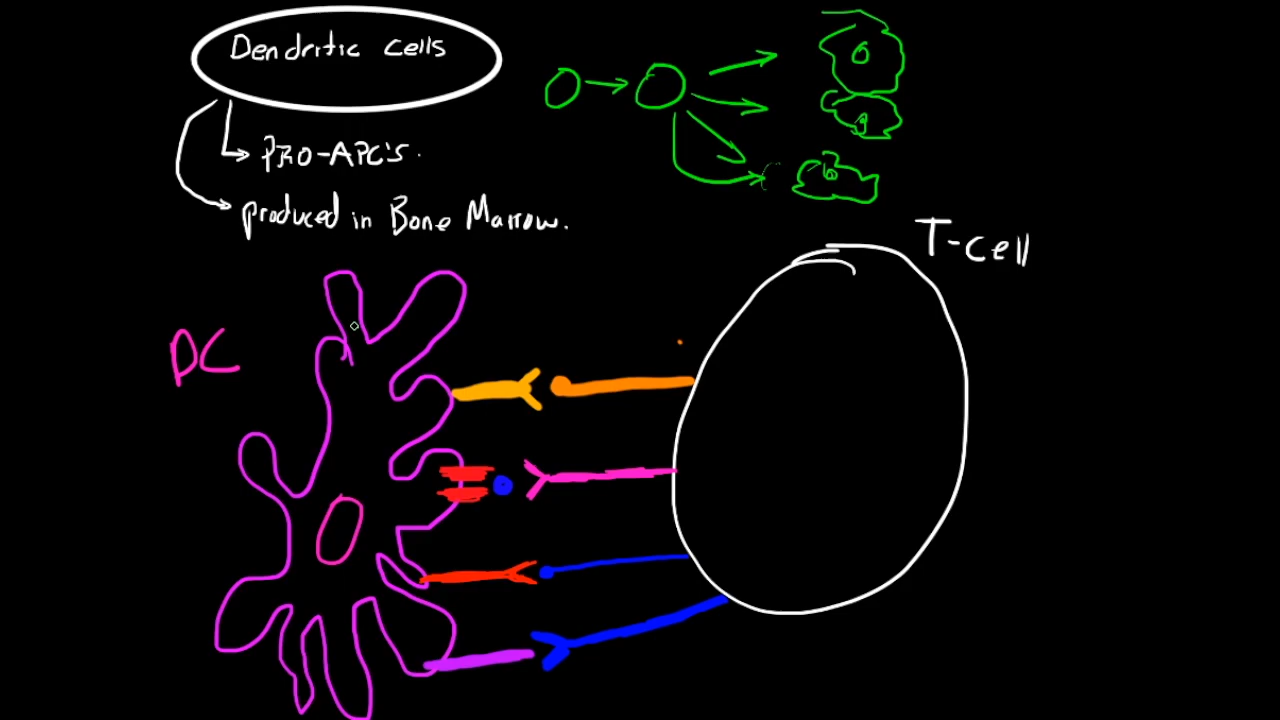 Dendritic cells
PRO-APC's.
produced in Bone Marrow.
T-cell
DC